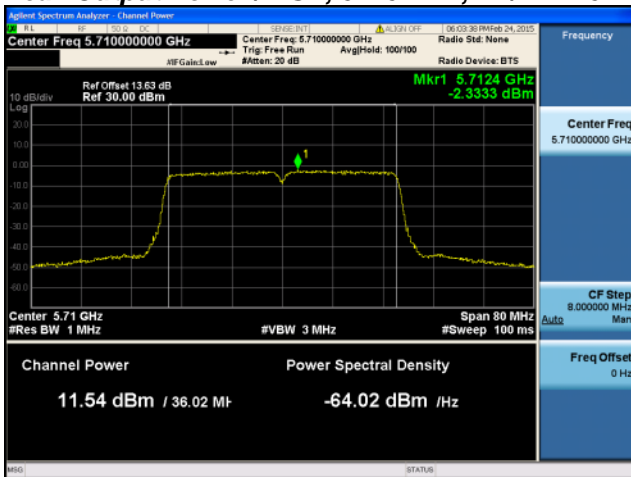 Agilent Spectrum Analyzer - Channel Power
RL RF 50 Ω DC SENSE:INT ALIGN OFF 06:03:38 PM Feb 24, 2015
Center Freq 5.710000000 GHz
#IFGain:Low
Center Freq: 5.710000000 GHz
Trig: Free Run Avg|Hold: 100/100
#Atten: 20 dB
Radio Std: None
Radio Device: BTS
Frequency
Mkr1 5.7124 GHz
-2.3333 dBm
Ref Offset 13.63 dB
10 dB/div Ref 30.00 dBm
Log
20.0
10.0
0.00
-10.0
-20.0
-30.0
-40.0
-50.0
-60.0
1
Center 5.71 GHz Span 80 MHz
#Res BW 1 MHz #VBW 3 MHz #Sweep 100 ms
Channel Power Power Spectral Density
11.54 dBm / 36.02 MH -64.02 dBm /Hz
Center Freq
5.710000000 GHz
CF Step
8.000000 MHz
Auto Man
Freq Offset
0 Hz
MSG STATUS